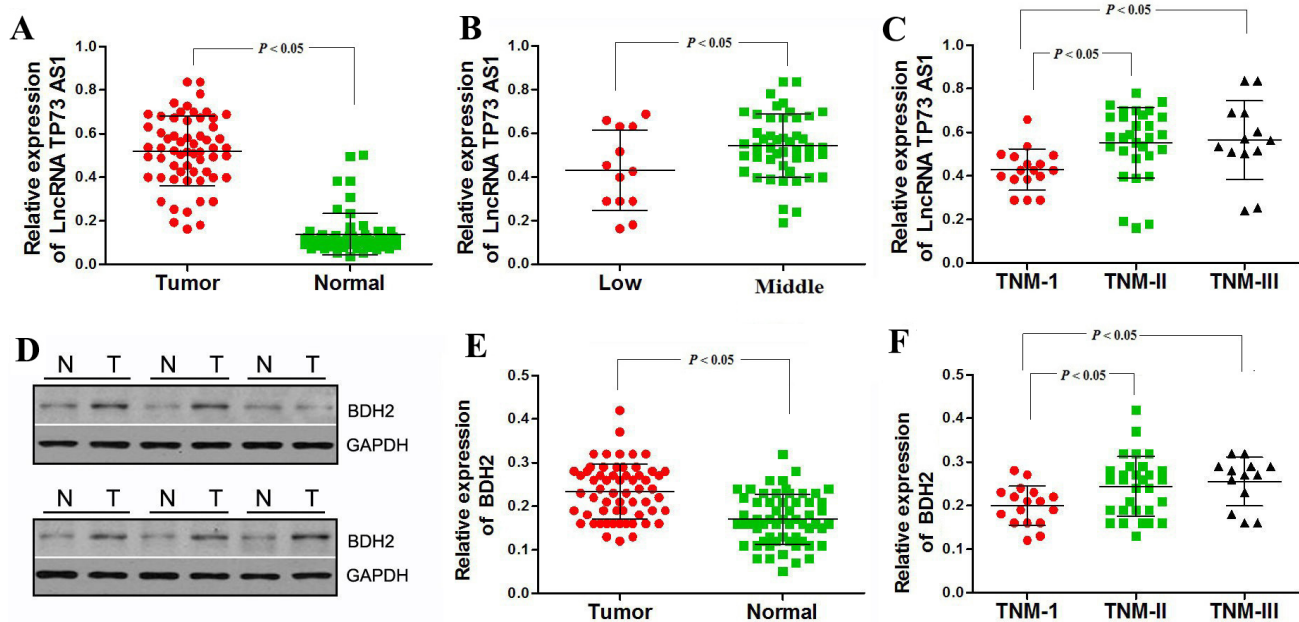 A
Relative expression
of LncRNA TP73 AS1
P < 0.05
1.0
0.8
0.6
0.4
0.2
0.0
Tumor
Normal
B
Relative expression
of LncRNA TP73 AS1
P < 0.05
1.0
0.8
0.6
0.4
0.2
0.0
Low
Middle
C
Relative expression
of LncRNA TP73 AS1
P < 0.05
P < 0.05
1.0
0.8
0.6
0.4
0.2
0.0
TNM-1
TNM-II
TNM-III
D
N T N T N T
BDH2
GAPDH
N T N T N T
BDH2
GAPDH
E
Relative expression
of BDH2
P < 0.05
0.5
0.4
0.3
0.2
0.1
0.0
Tumor
Normal
F
Relative expression
of BDH2
P < 0.05
P < 0.05
0.5
0.4
0.3
0.2
0.1
0.0
TNM-1
TNM-II
TNM-III